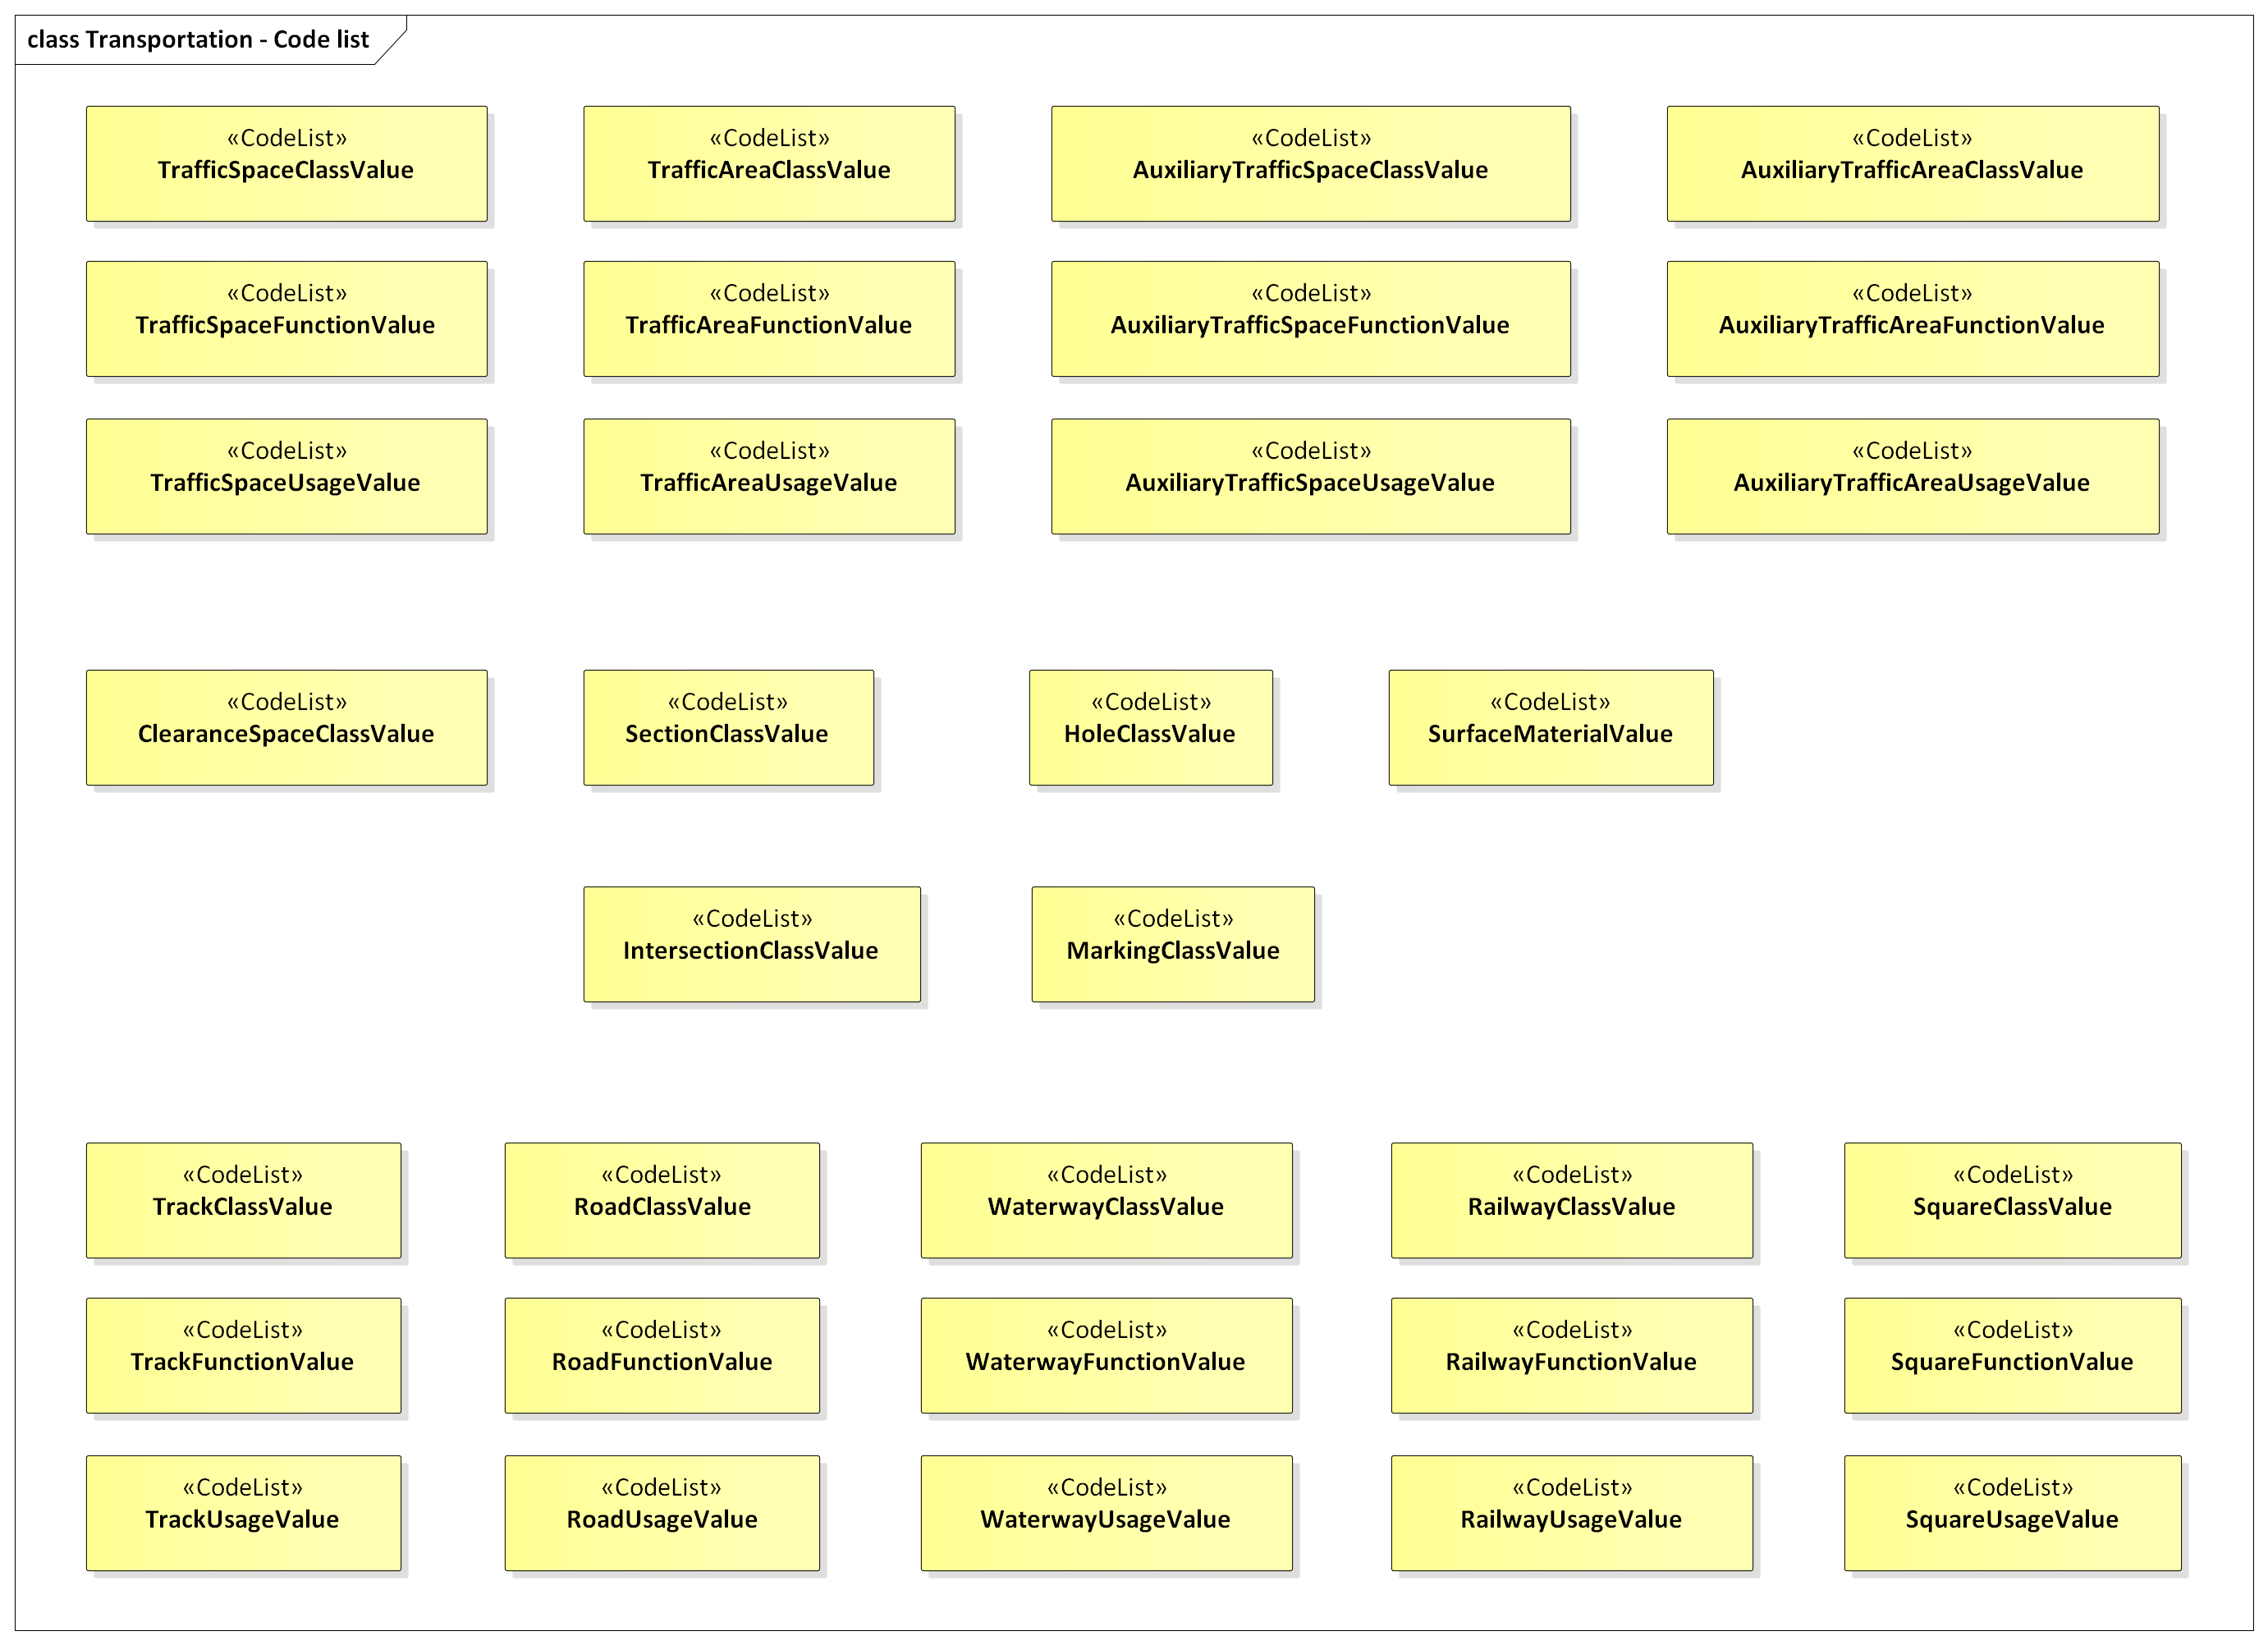 class Transportation - Code list
«CodeList»
TrafficSpaceClassValue
«CodeList»
TrafficAreaClassValue
«CodeList»
AuxiliaryTrafficSpaceClassValue
«CodeList»
AuxiliaryTrafficAreaClassValue
«CodeList»
TrafficSpaceFunctionValue
«CodeList»
TrafficAreaFunctionValue
«CodeList»
AuxiliaryTrafficSpaceFunctionValue
«CodeList»
AuxiliaryTrafficAreaFunctionValue
«CodeList»
TrafficSpaceUsageValue
«CodeList»
TrafficAreaUsageValue
«CodeList»
AuxiliaryTrafficSpaceUsageValue
«CodeList»
AuxiliaryTrafficAreaUsageValue
«CodeList»
ClearanceSpaceClassValue
«CodeList»
SectionClassValue
«CodeList»
HoleClassValue
«CodeList»
SurfaceMaterialValue
«CodeList»
IntersectionClassValue
«CodeList»
MarkingClassValue
«CodeList»
TrackClassValue
«CodeList»
RoadClassValue
«CodeList»
WaterwayClassValue
«CodeList»
RailwayClassValue
«CodeList»
SquareClassValue
«CodeList»
TrackFunctionValue
«CodeList»
RoadFunctionValue
«CodeList»
WaterwayFunctionValue
«CodeList»
RailwayFunctionValue
«CodeList»
SquareFunctionValue
«CodeList»
TrackUsageValue
«CodeList»
RoadUsageValue
«CodeList»
WaterwayUsageValue
«CodeList»
RailwayUsageValue
«CodeList»
SquareUsageValue